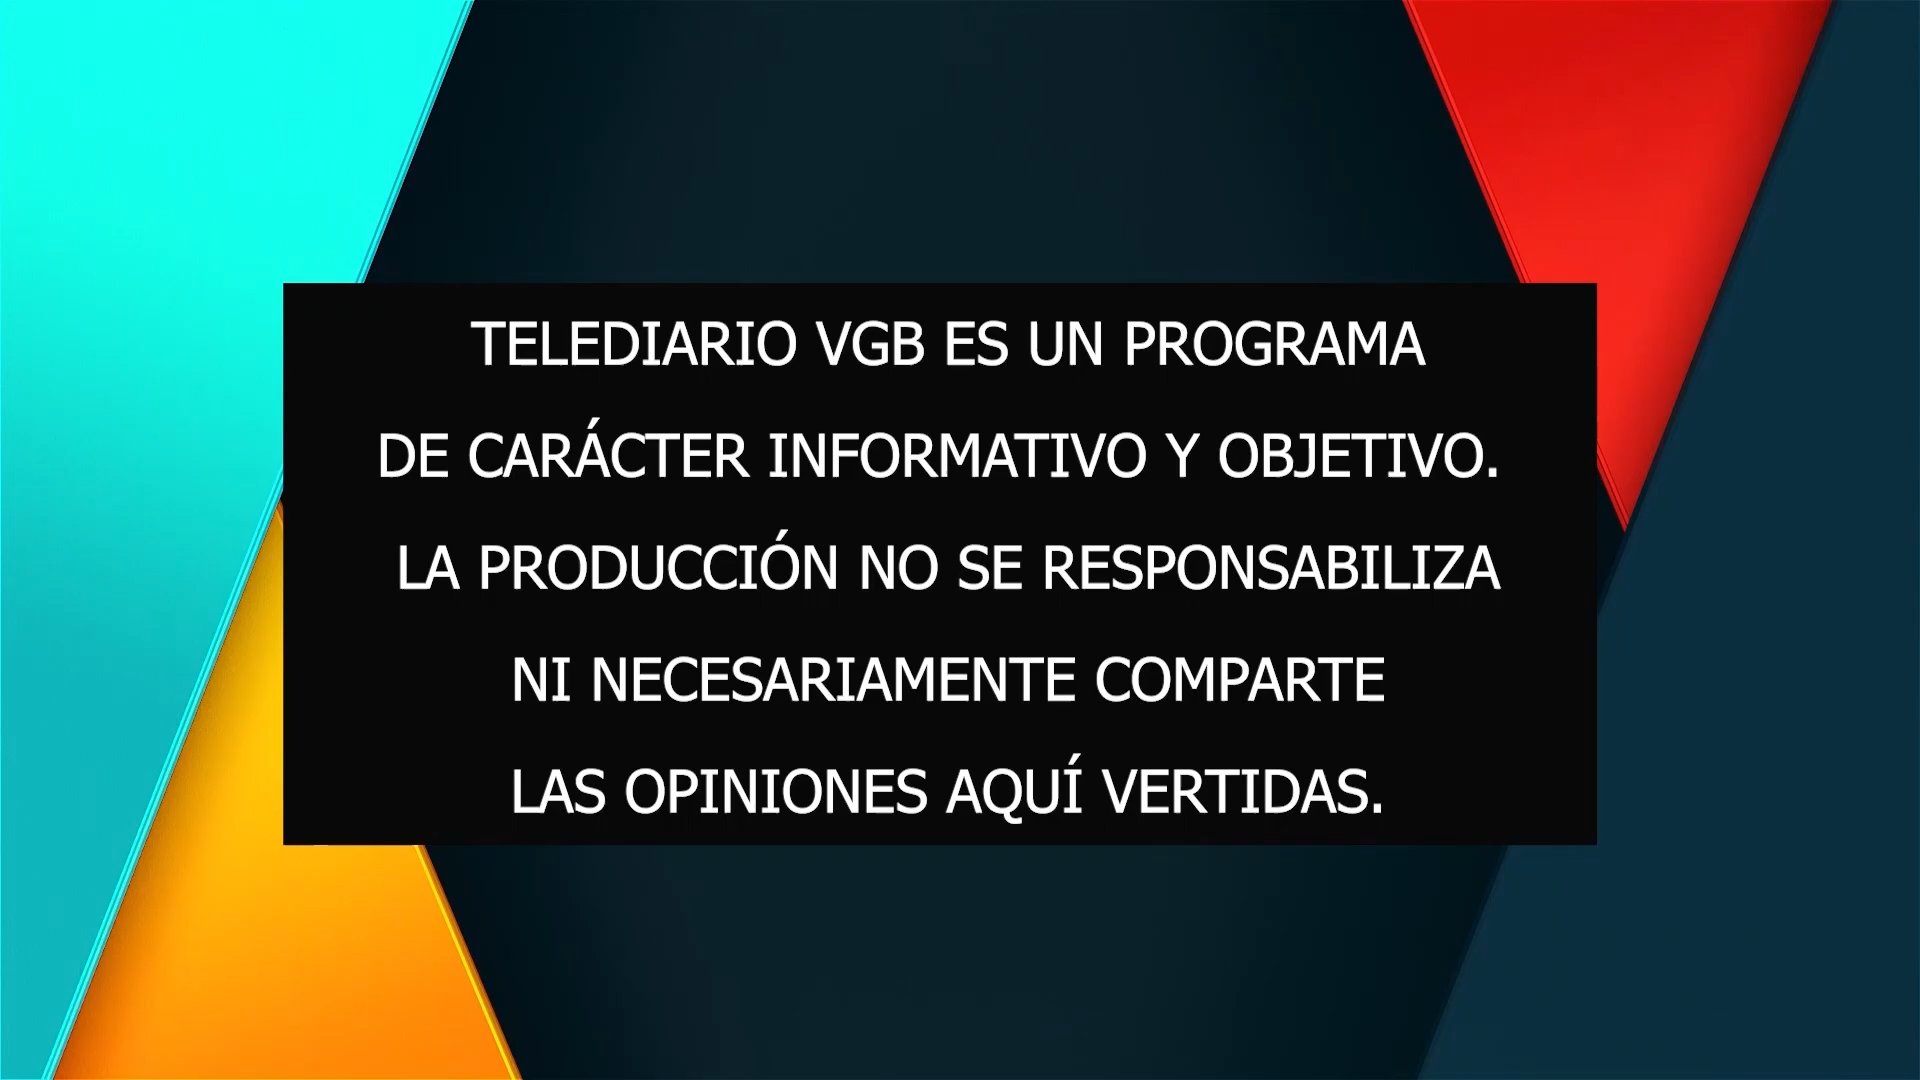 TELEDIARIO VGB ES UN PROGRAMA
DE CARÁCTER INFORMATIVO Y OBJETIVO.
LA PRODUCCIÓN NO SE RESPONSABILIZA
NI NECESARIAMENTE COMPARTE
LAS OPINIONES AQUÍ VERTIDAS.